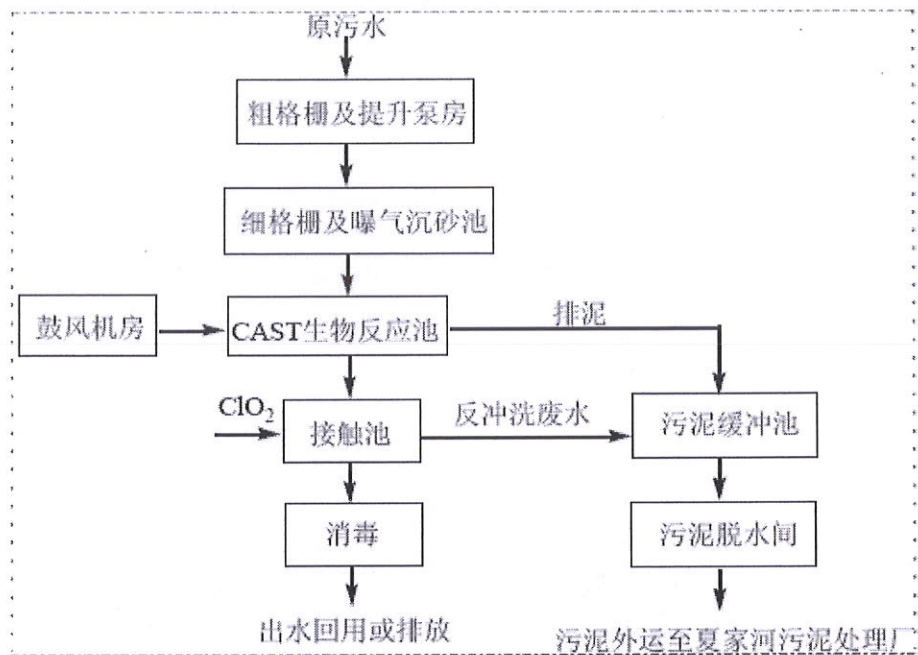 原污水
粗格栅及提升泵房
细格栅及曝气沉砂池
鼓风机房
CAST生物反应池
排泥
ClO₂
接触池
反冲洗废水
污泥缓冲池
消毒
污泥脱水间
出水回用或排放
污泥外运至夏家河污泥处理厂